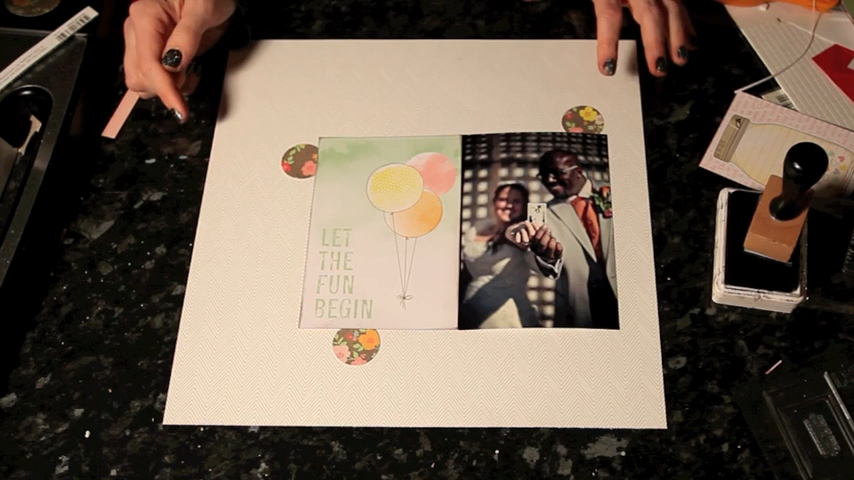 LET
THE
FUN
BEGIN